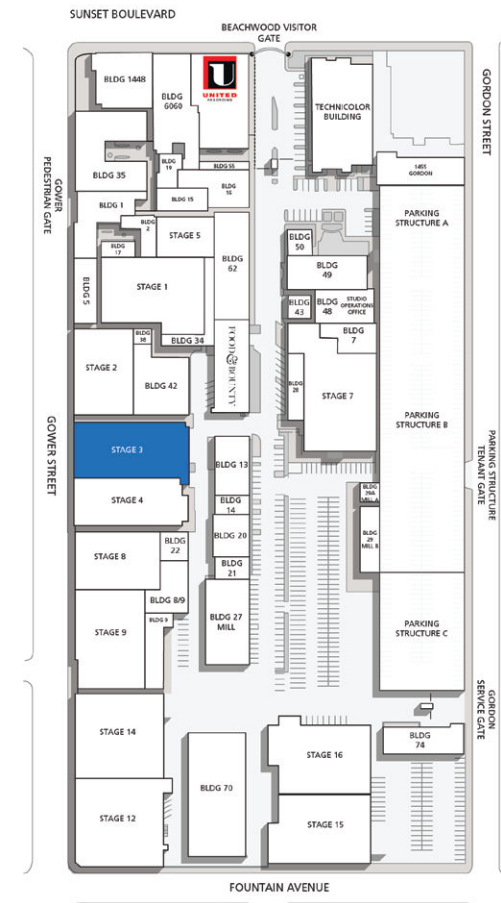 SUNSET BOULEVARD
BEACHWOOD VISITOR
GATE
BLDG 1448
BLDG
6060
U
UNITED
TECHNICOLOR
BUILDING
GORDON STREET
GOWER
PEDESTRIAN GATE
BLDG 35
BLDG
19
BLDG 55
BLDG
BLDG 15
BLDG 1
BLDG
2
STAGE 5
BLDG
17
BLDG
62
BLDG 5
STAGE 1
1455
GORDON
PARKING
STRUCTURE A
BLDG
50
BLDG
49
BLDG
43
BLDG
48
STUDIO
OPERATIONS
OFFICE
BLDG
7
BLDG
38
BLDG 34
FOOD & BOUNTY
STAGE 2
BLDG 42
BLDG
28
STAGE 7
PARKING
STRUCTURE B
GOWER STREET
STAGE 3
STAGE 4
BLDG 13
BLDG
14
BLDG 20
BLDG
21
BLDG 27
MILL
PARKING STRUCTURE
TENANT GATE
BLDG
29A
MILL A
BLDG
29
MILL B
STAGE 8
BLDG
22
BLDG 8/9
BLDG 9
STAGE 9
PARKING
STRUCTURE C
GORDON
SERVICE GATE
BLDG
74
STAGE 14
STAGE 12
BLDG 70
STAGE 16
STAGE 15
FOUNTAIN AVENUE